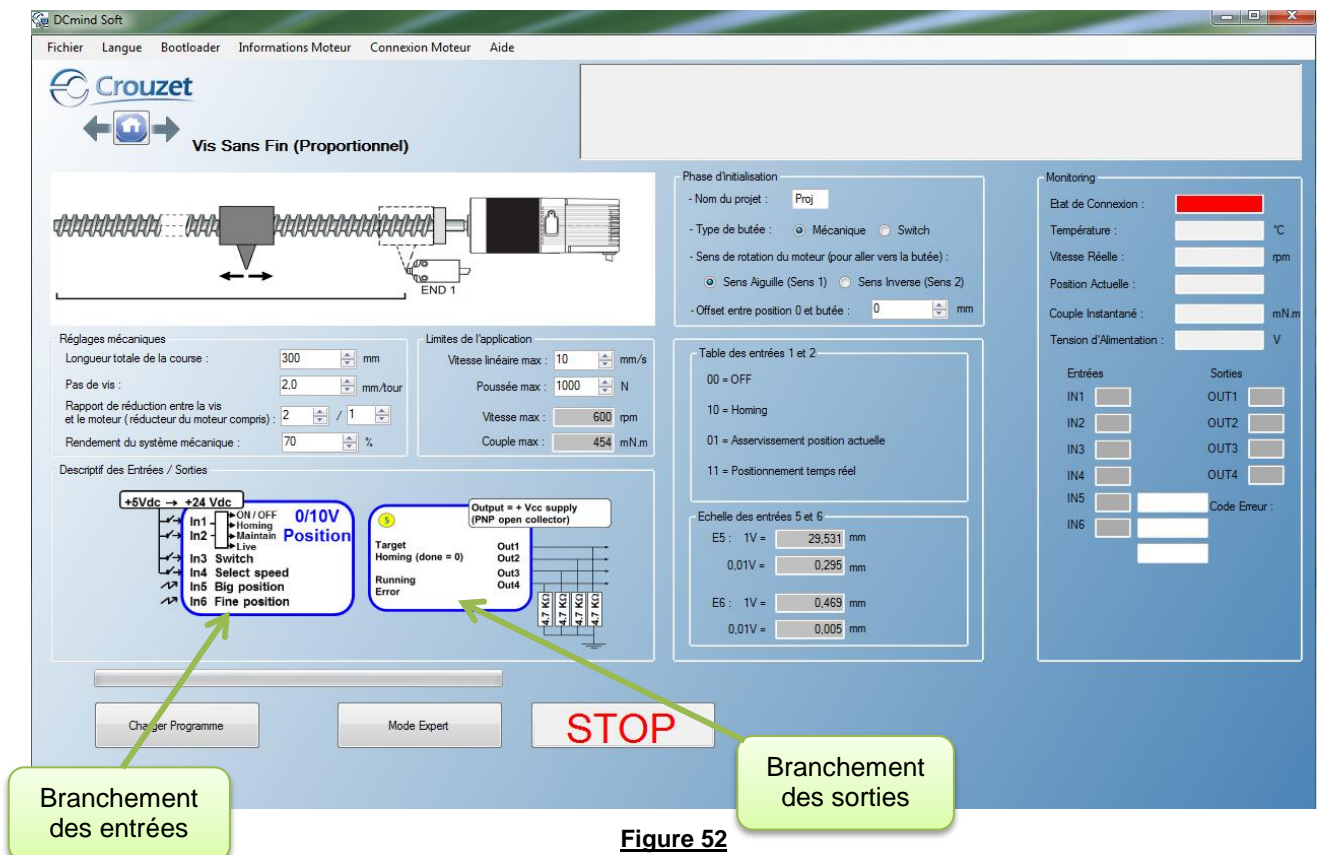 DCmind Soft
Fichier Langue Bootloader Informations Moteur Connexion Moteur Aide
Crouzet
Vis Sans Fin (Proportionnel)
END 1
Réglages mécaniques
Longueur totale de la course : 300 mm
Pas de vis : 2,0 mm/tour
Rapport de réduction entre la vis
et le moteur ( réducteur du moteur compris) : 2 / 1
Rendement du système mécanique : 70 %
Limites de l'application
Vitesse linéaire max : 10 mm/s
Poussée max : 1000 N
Vitesse max : 600 rpm
Couple max : 454 mN.m
Descriptif des Entrées / Sorties
+5Vdc → +24 Vdc
In1
In2
ON / OFF
Homing
Maintain
Live
0/10V
Position
In3 Switch
In4 Select speed
In5 Big position
In6 Fine position
S
Output = + Vcc supply
(PNP open collector)
Target Out1
Homing (done = 0) Out2
Running Out3
Error Out4
4.7 KΩ
4.7 KΩ
4.7 KΩ
4.7 KΩ
Phase d'initialisation
- Nom du projet : Proj
- Type de butée : Mécanique Switch
- Sens de rotation du moteur (pour aller vers la butée) :
Sens Aiguille (Sens 1) Sens Inverse (Sens 2)
- Offset entre position 0 et butée : 0 mm
Table des entrées 1 et 2
00 = OFF
10 = Homing
01 = Asservissement position actuelle
11 = Positionnement temps réel
Echelle des entrées 5 et 6
E5 : 1V = 29,531 mm
0,01V = 0,295 mm
E6 : 1V = 0,469 mm
0,01V = 0,005 mm
Monitoring
Etat de Connexion :
Température : °C
Vitesse Réelle : rpm
Position Actuelle :
Couple Instantané : mN.m
Tension d'Alimentation : V
Entrées Sorties
IN1 OUT1
IN2 OUT2
IN3 OUT3
IN4 OUT4
IN5 Code Erreur :
IN6
Charger Programme
Mode Expert
STOP
Branchement
des entrées
Branchement
des sorties
Figure 52